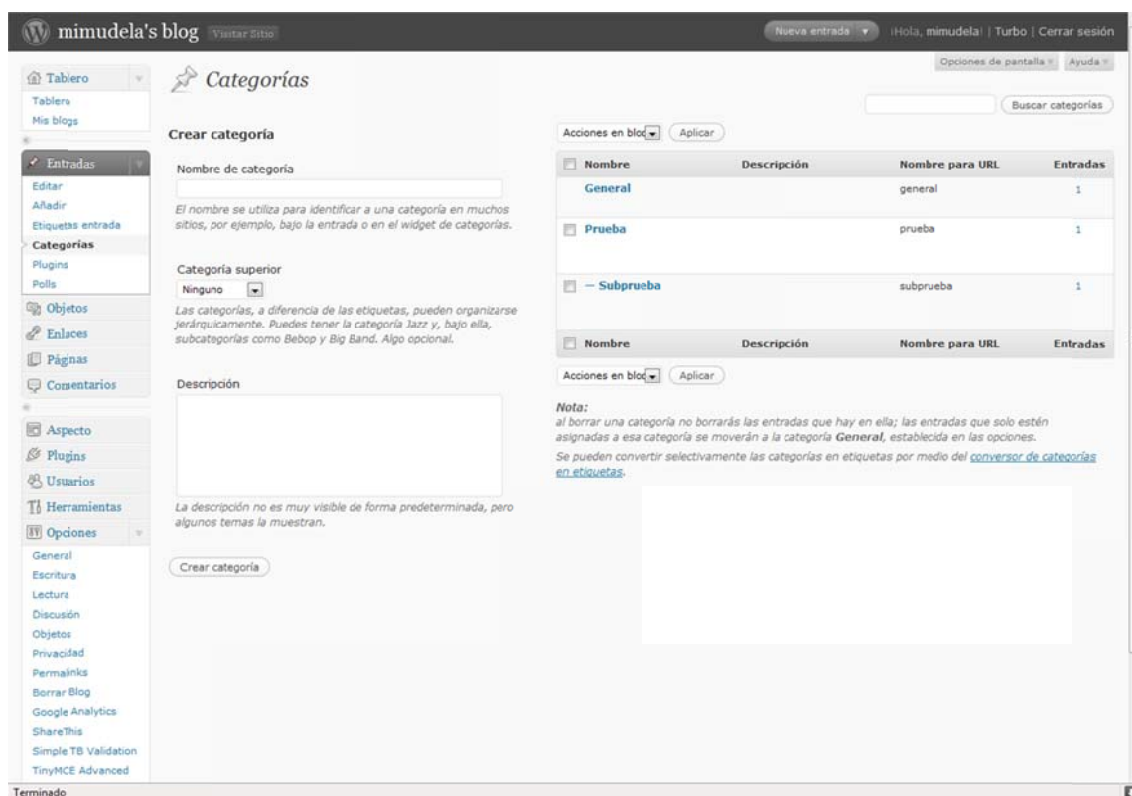 mimudela's blog Visitar Sitio
Nueva entrada
¡Hola, mimudela! | Turbo | Cerrar sesión
Opciones de pantalla
Ayuda
Tablero
Tablero
Mis blogs
Entradas
Editar
Añadir
Etiquetas entrada
Categorías
Plugins
Polls
Objetos
Enlaces
Páginas
Comentarios
Aspecto
Plugins
Usuarios
Herramientas
Opciones
General
Escritura
Lectura
Discusión
Objetos
Privacidad
Permalinks
Borrar Blog
Google Analytics
ShareThis
Simple TB Validation
TinyMCE Advanced
Categorías
Buscar categorías
Crear categoría
Nombre de categoría
El nombre se utiliza para identificar a una categoría en muchos
sitios, por ejemplo, bajo la entrada o en el widget de categorías.
Categoría superior
Ninguno
Las categorías, a diferencia de las etiquetas, pueden organizarse
jerárquicamente. Puedes tener la categoría Jazz y, bajo ella,
subcategorías como Bebop y Big Band. Algo opcional.
Descripción
La descripción no es muy visible de forma predeterminada, pero
algunos temas la muestran.
Crear categoría
Acciones en bloc Aplicar
Nombre Descripción Nombre para URL Entradas
General general 1
Prueba prueba 1
— Subprueba subprueba 1
Nombre Descripción Nombre para URL Entradas
Acciones en bloc Aplicar
Nota:
al borrar una categoría no borrarás las entradas que hay en ella; las entradas que solo estén
asignadas a esa categoría se moverán a la categoría General, establecida en las opciones.
Se pueden convertir selectivamente las categorías en etiquetas por medio del conversor de categorías
en etiquetas.
Terminado